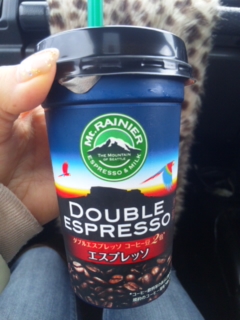 MT. RAINIER
THE MOUNTAIN
OF SEATTLE
ESPRESSO & MILK
DOUBLE
ESPRESSO
ダブルエスプレッソ コーヒー豆2倍
エスプレッソ